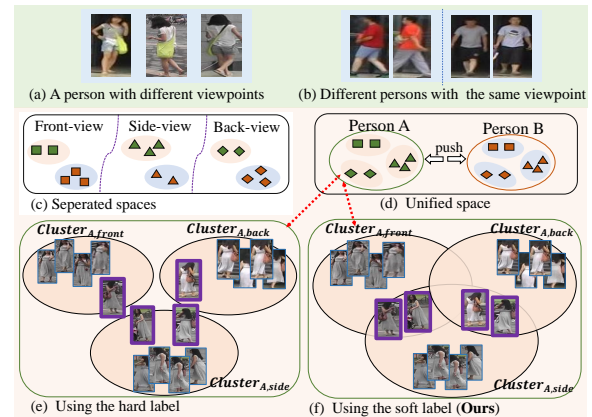 (a) A person with different viewpoints
(b) Different persons with the same viewpoint
Front-view
Side-view
Back-view
(c) Seperated spaces
Person A
push
Person B
(d) Unified space
Cluster_A,front
Cluster_A,back
Cluster_A,side
(e) Using the hard label
Cluster_A,front
Cluster_A,back
Cluster_A,side
(f) Using the soft label (Ours)